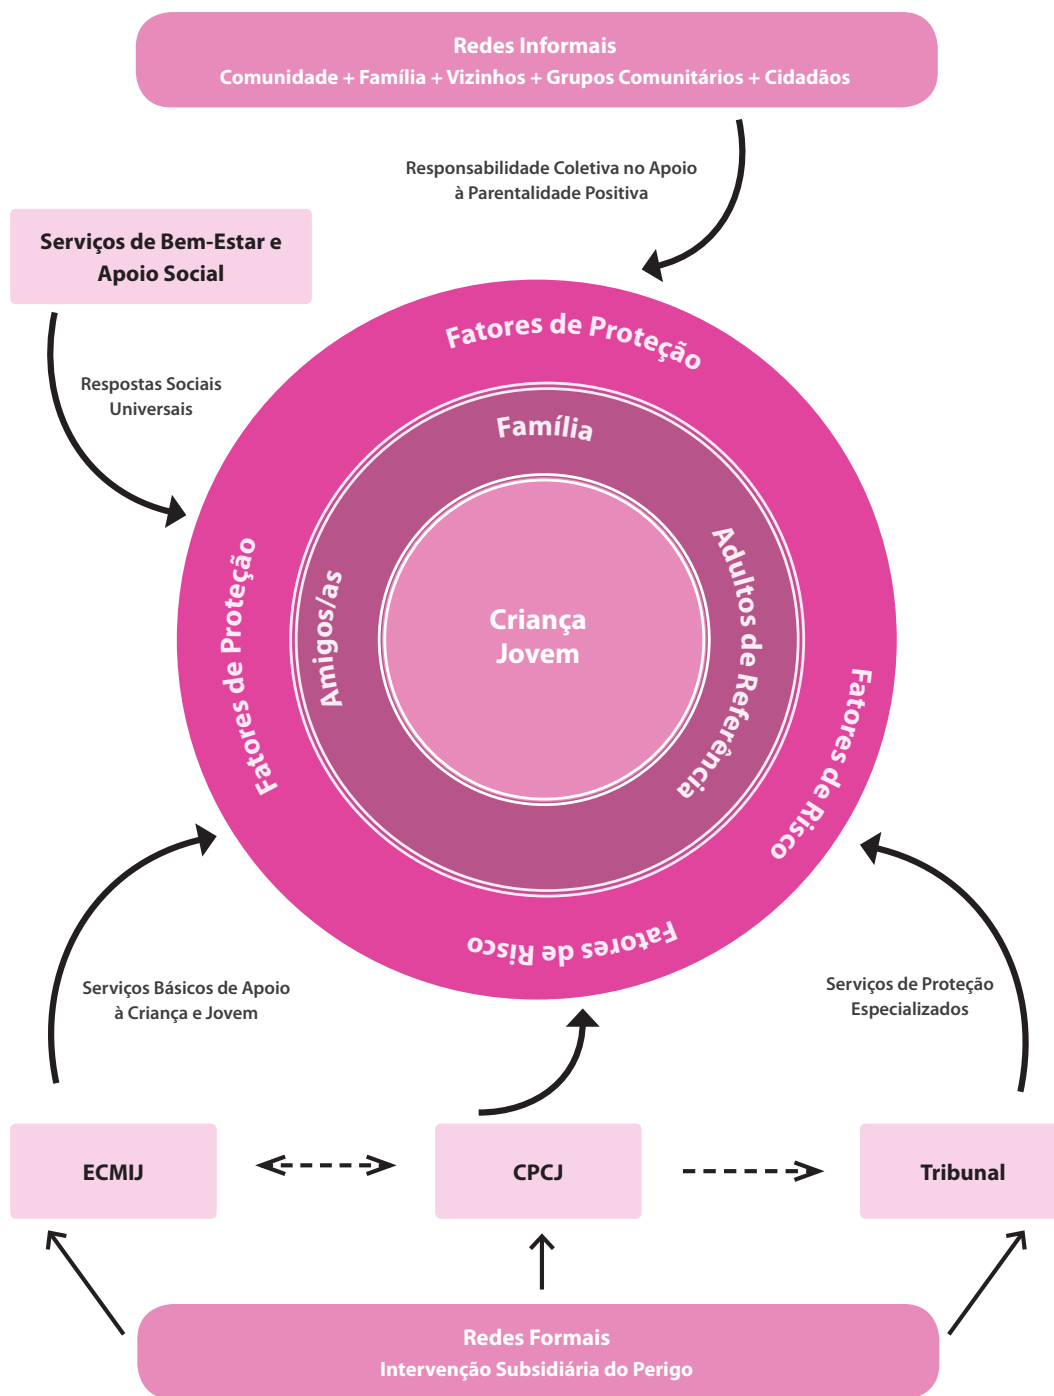 Redes Informais
Comunidade + Família + Vizinhos + Grupos Comunitários + Cidadãos
Responsabilidade Coletiva no Apoio
à Parentalidade Positiva
Serviços de Bem-Estar e
Apoio Social
Respostas Sociais
Universais
Fatores de Proteção
Família
Fatores de Proteção
Amigos/as
Criança
Jovem
Adultos de Referência
Fatores de Risco
Fatores de Risco
Serviços Básicos de Apoio
à Criança e Jovem
Serviços de Proteção
Especializados
ECMIJ
CPCJ
Tribunal
Redes Formais
Intervenção Subsidiária do Perigo